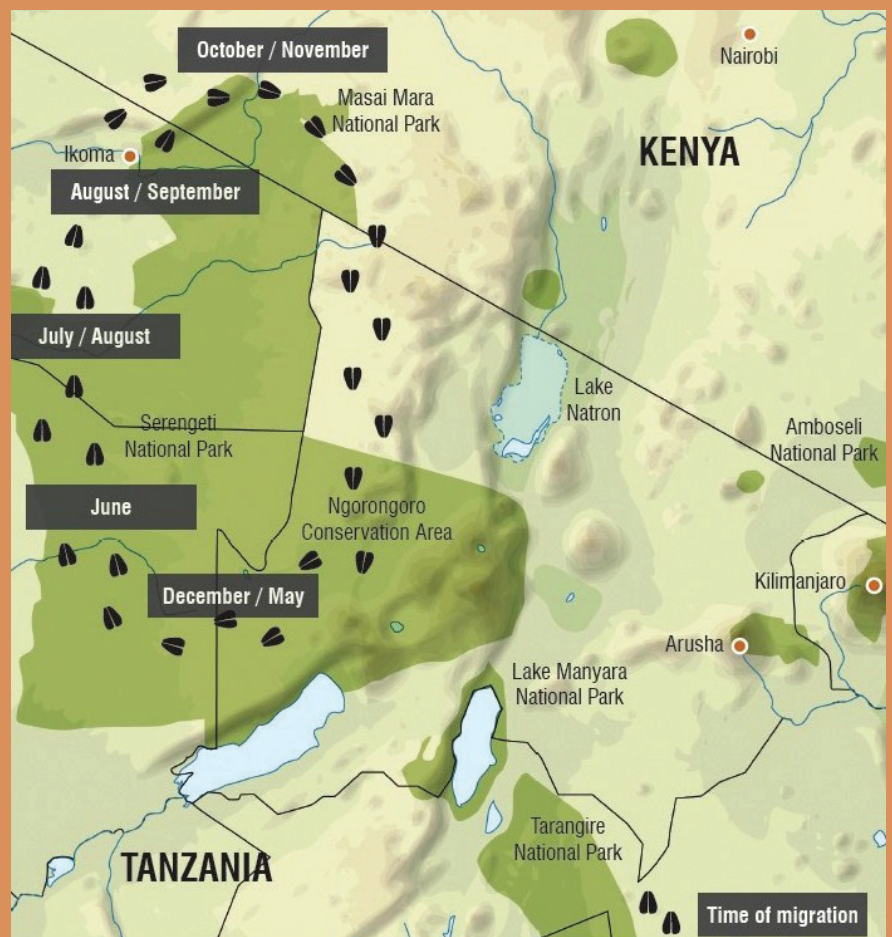 October / November
Nairobi
Masai Mara
National Park
KENYA
Ikoma
August / September
July / August
Lake
Natron
Serengeti
National Park
Amboseli
National Park
June
Ngorongoro
Conservation Area
December / May
Kilimanjaro
Arusha
Lake Manyara
National Park
Tarangire
National Park
TANZANIA
Time of migration